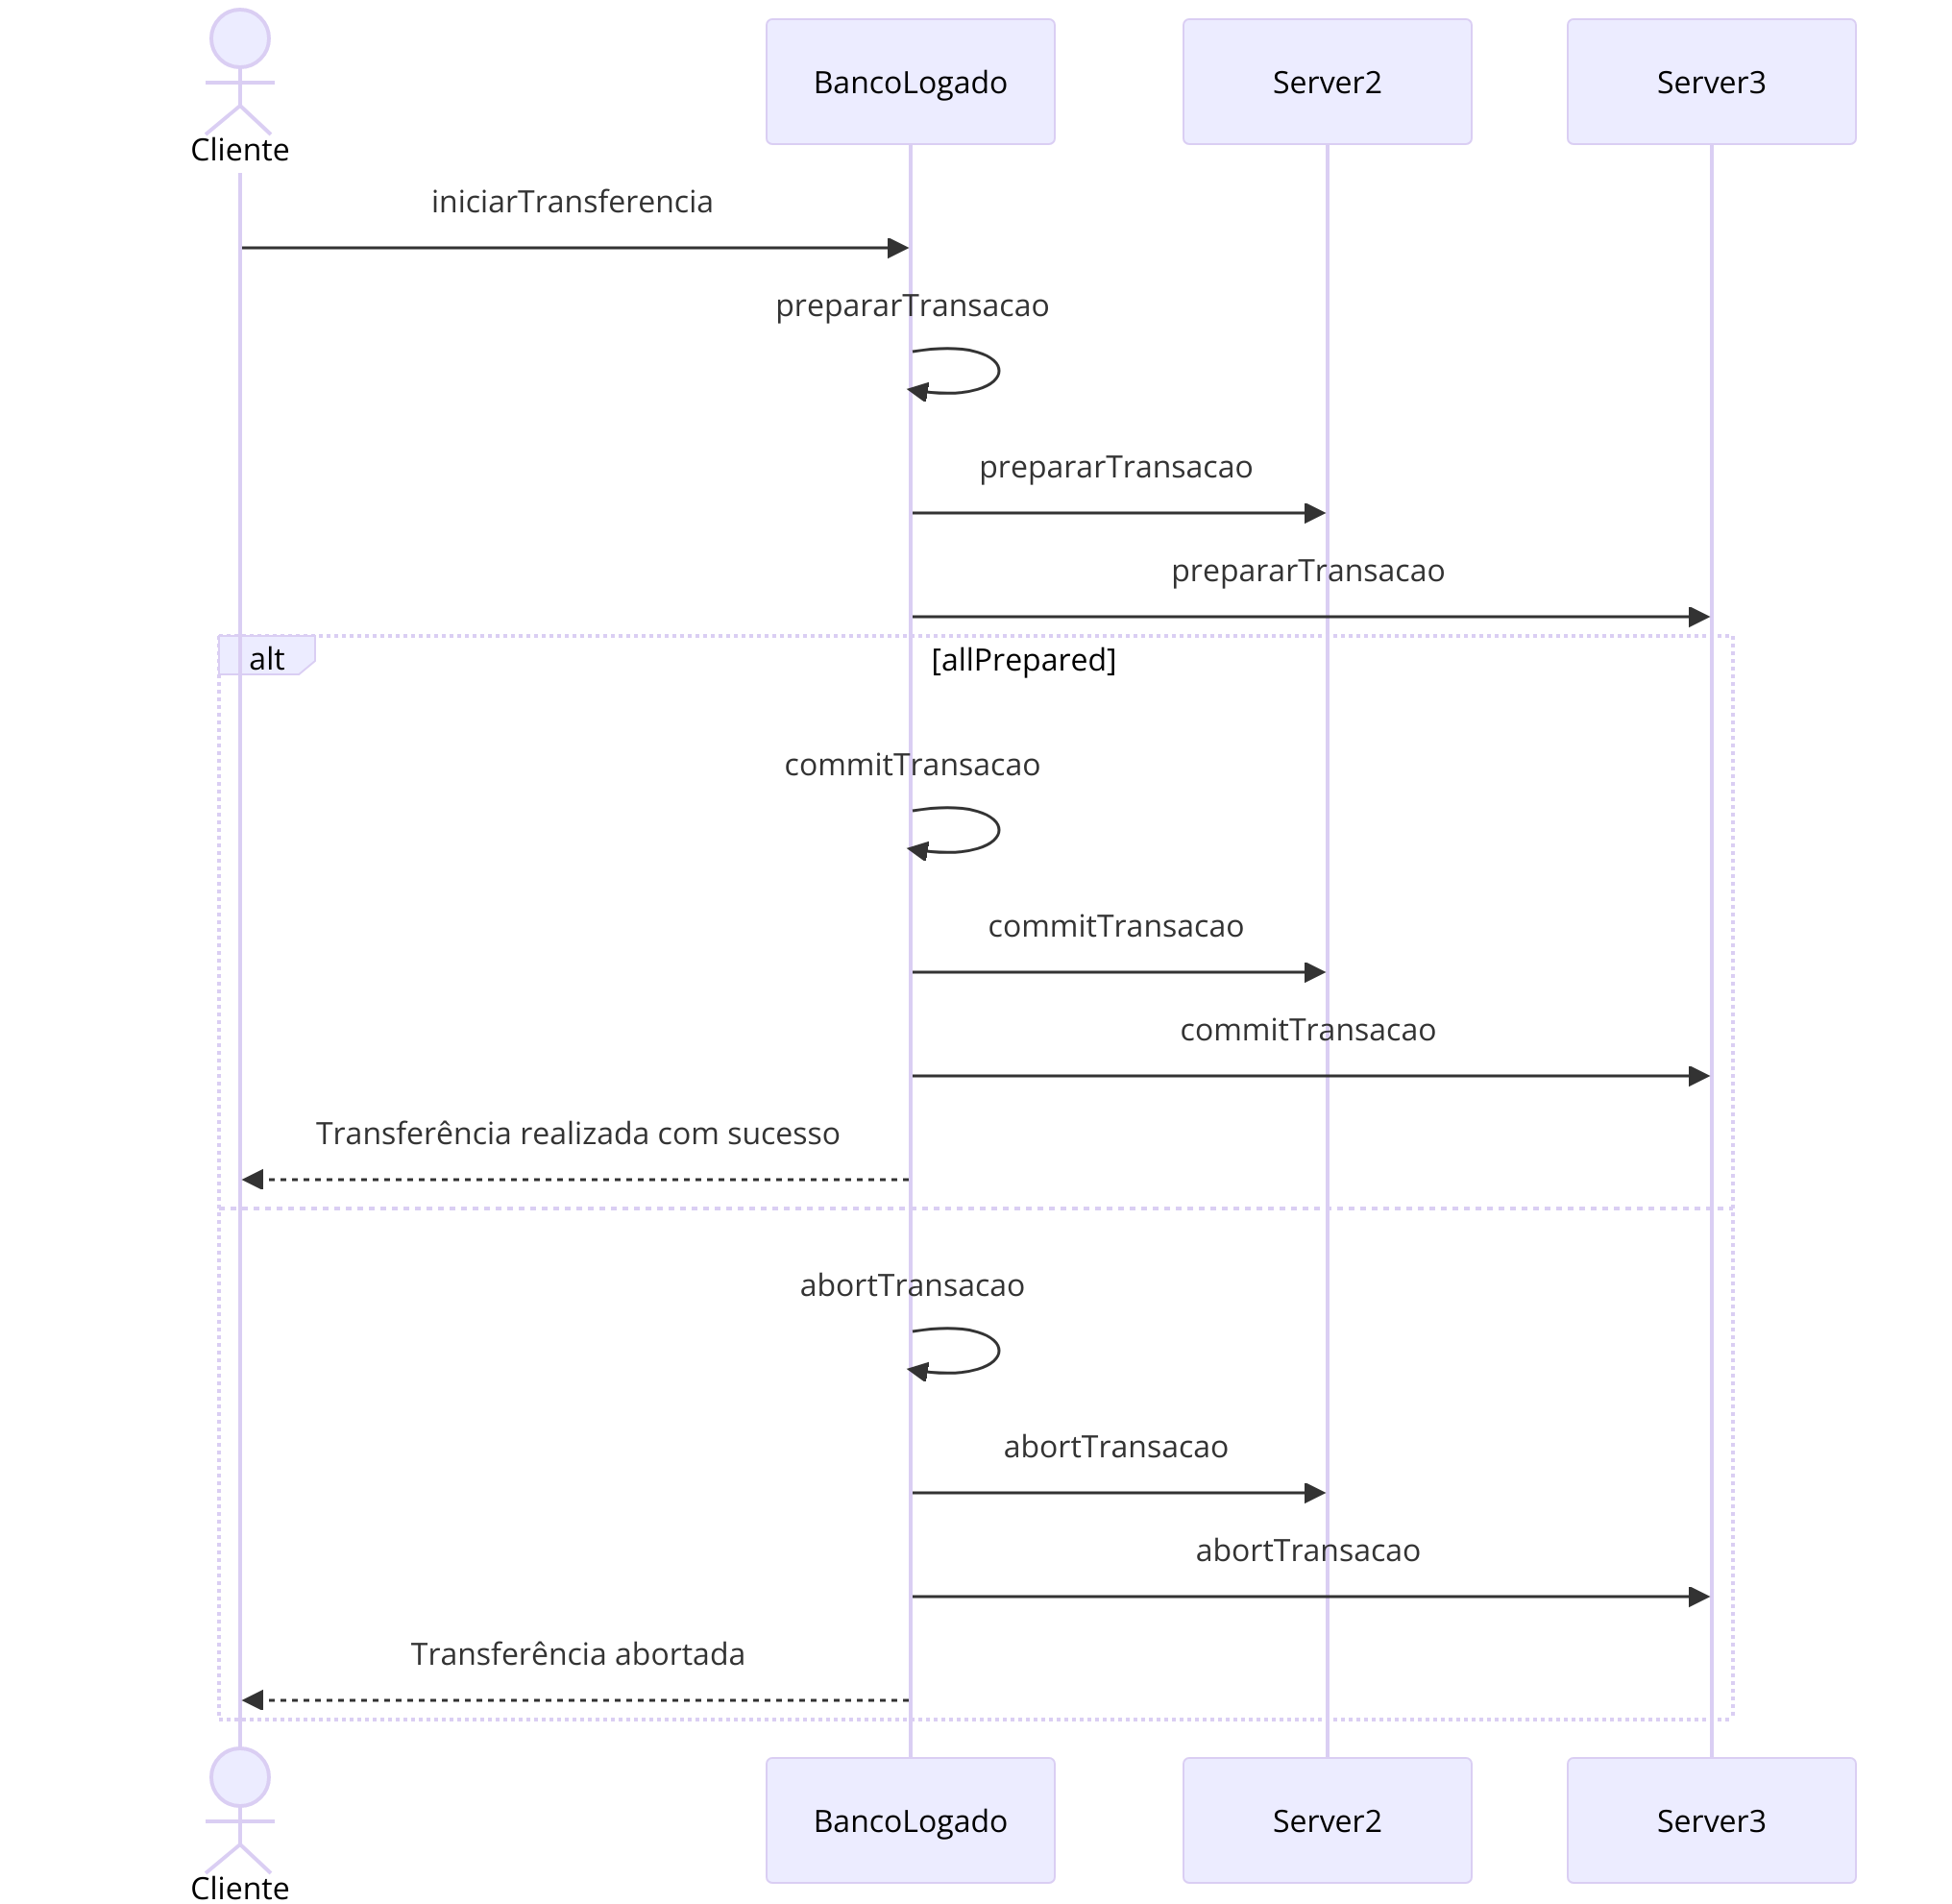 Cliente
BancoLogado
Server2
Server3
iniciarTransferencia
prepararTransacao
prepararTransacao
prepararTransacao
alt
[allPrepared]
commitTransacao
commitTransacao
commitTransacao
Transferência realizada com sucesso
abortTransacao
abortTransacao
abortTransacao
Transferência abortada
Cliente
BancoLogado
Server2
Server3